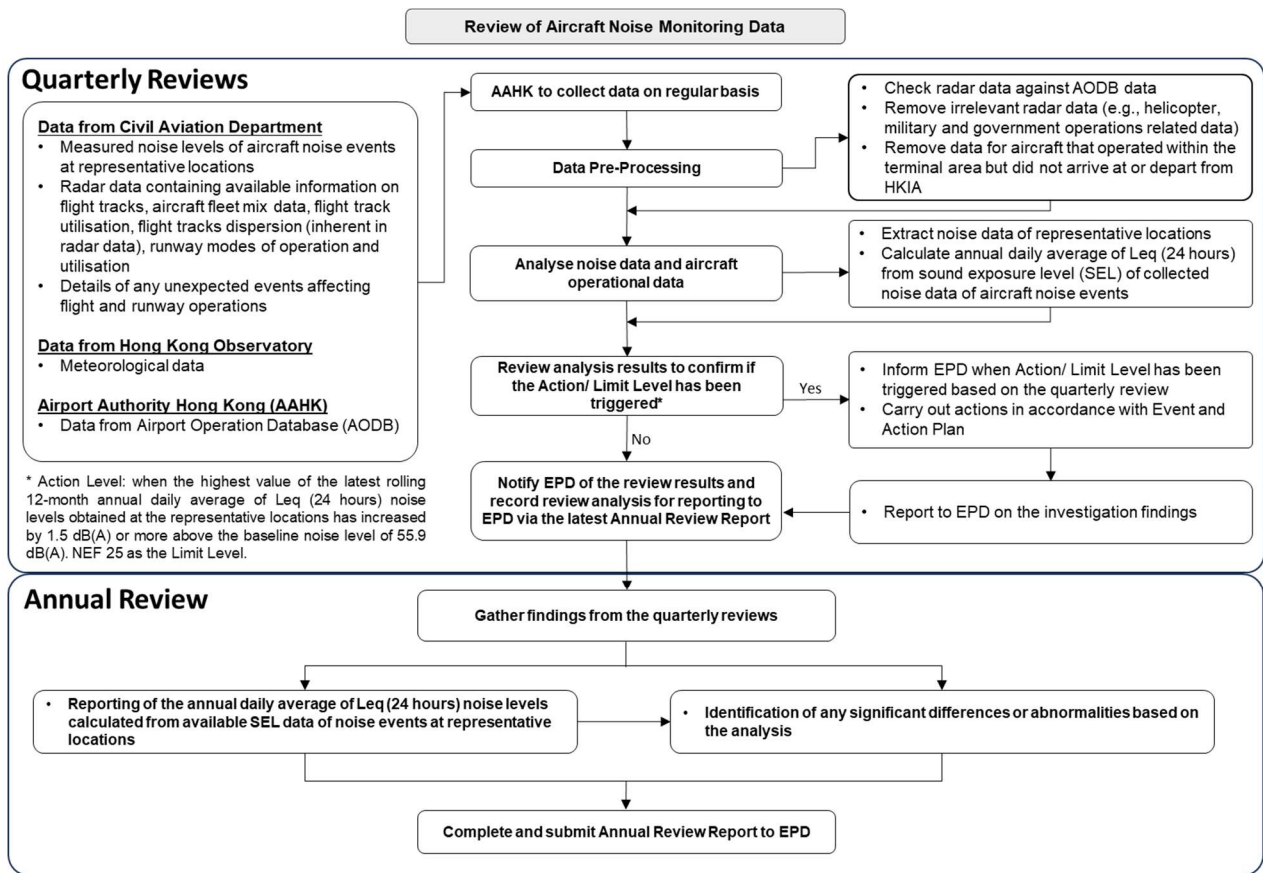 Review of Aircraft Noise Monitoring Data
Quarterly Reviews
Data from Civil Aviation Department
• Measured noise levels of aircraft noise events
at representative locations
• Radar data containing available information on
flight tracks, aircraft fleet mix data, flight track
utilisation, flight tracks dispersion (inherent in
radar data), runway modes of operation and
utilisation
• Details of any unexpected events affecting
flight and runway operations
Data from Hong Kong Observatory
• Meteorological data
Airport Authority Hong Kong (AAHK)
• Data from Airport Operation Database (AODB)
* Action Level: when the highest value of the latest rolling
12-month annual daily average of Leq (24 hours) noise
levels obtained at the representative locations has increased
by 1.5 dB(A) or more above the baseline noise level of 55.9
dB(A). NEF 25 as the Limit Level.
AAHK to collect data on regular basis
Data Pre-Processing
• Check radar data against AODB data
• Remove irrelevant radar data (e.g., helicopter,
military and government operations related data)
• Remove data for aircraft that operated within the
terminal area but did not arrive at or depart from
HKIA
Analyse noise data and aircraft
operational data
• Extract noise data of representative locations
• Calculate annual daily average of Leq (24 hours)
from sound exposure level (SEL) of collected
noise data of aircraft noise events
Review analysis results to confirm if
the Action/ Limit Level has been
triggered*
Yes
• Inform EPD when Action/ Limit Level has been
triggered based on the quarterly review
• Carry out actions in accordance with Event and
Action Plan
No
Notify EPD of the review results and
record review analysis for reporting to
EPD via the latest Annual Review Report
• Report to EPD on the investigation findings
Annual Review
Gather findings from the quarterly reviews
• Reporting of the annual daily average of Leq (24 hours) noise levels
calculated from available SEL data of noise events at representative
locations
• Identification of any significant differences or abnormalities based on
the analysis
Complete and submit Annual Review Report to EPD